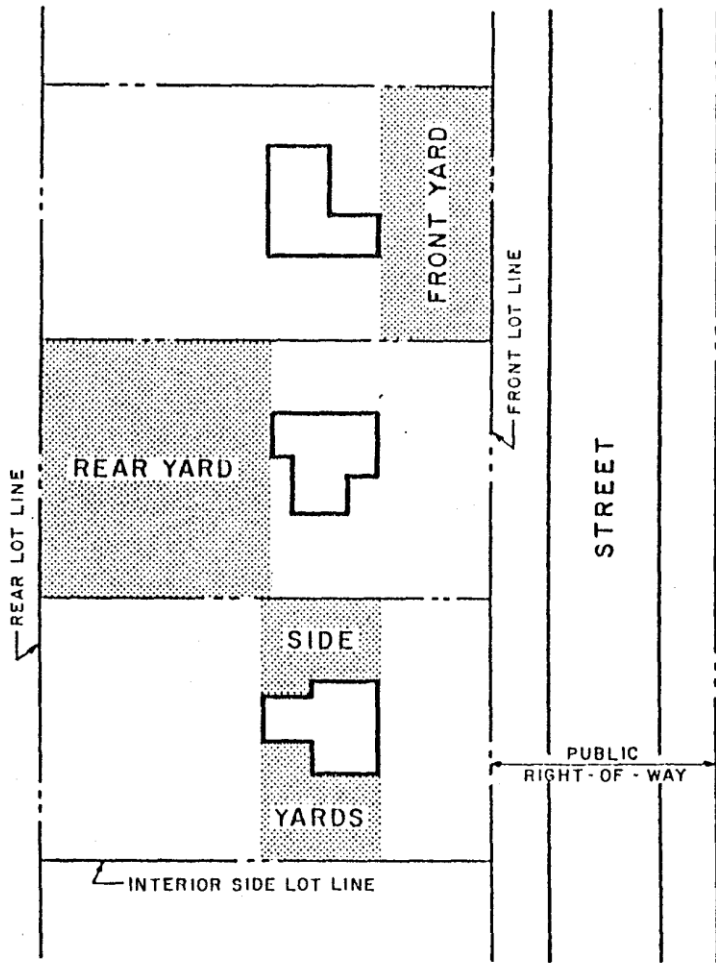 FRONT YARD
FRONT LOT LINE
REAR YARD
STREET
REAR LOT LINE
SIDE
YARDS
PUBLIC
RIGHT-OF-WAY
INTERIOR SIDE LOT LINE